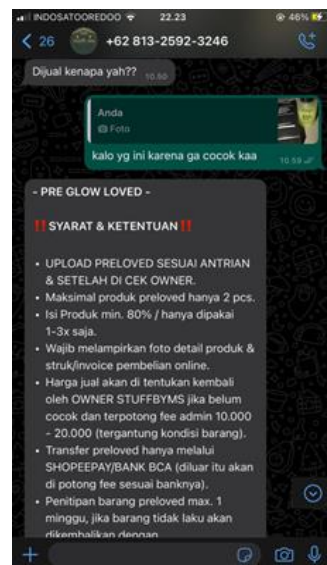 INDOSATOOREDOO 22.23 46%
26 +62 813-2592-3246
Dijual kenapa yah?? 10.50
Anda
Foto
kalo yg ini karena ga cocok kaa 10.59
- PRE GLOW LOVED -
‼️SYARAT & KETENTUAN‼️
• UPLOAD PRELOVED SESUAI ANTRIAN
& SETELAH DI CEK OWNER.
• Maksimal produk preloved hanya 2 pcs.
• Isi Produk min. 80% / hanya dipakai
1-3x saja.
• Wajib melampirkan foto detail produk &
struk/invoice pembelian online.
• Harga jual akan di tentukan kembali
oleh OWNER STUFFBYMS jika belum
cocok dan terpotong fee admin 10.000
- 20.000 (tergantung kondisi barang).
• Transfer preloved hanya melalui
SHOPEEPAY/BANK BCA (diluar itu akan
di potong fee sesuai banknya).
• Penitipan barang preloved max. 1
minggu, jika barang tidak laku akan
dikembalikan dengan